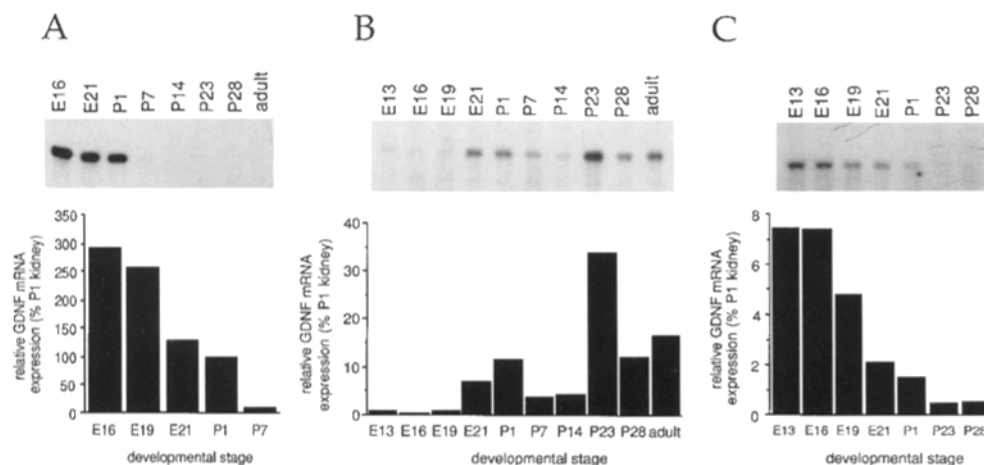 A
E16 E21 P1 P7 P14 P23 P28 adult
relative GDNF mRNA
expression (% P1 kidney)
350
300
250
200
150
100
50
0
E16 E19 E21 P1 P7
developmental stage
B
E13 E16 E19 E21 P1 P7 P14 P23 P28 adult
relative GDNF mRNA
expression (% P1 kidney)
40
30
20
10
0
E13 E16 E19 E21 P1 P7 P14 P23 P28 adult
developmental stage
C
E13 E16 E19 E21 P1 P23 P28
relative GDNF mRNA
expression (% P1 kidney)
8
6
4
2
0
E13 E16 E19 E21 P1 P23 P28
developmental stage